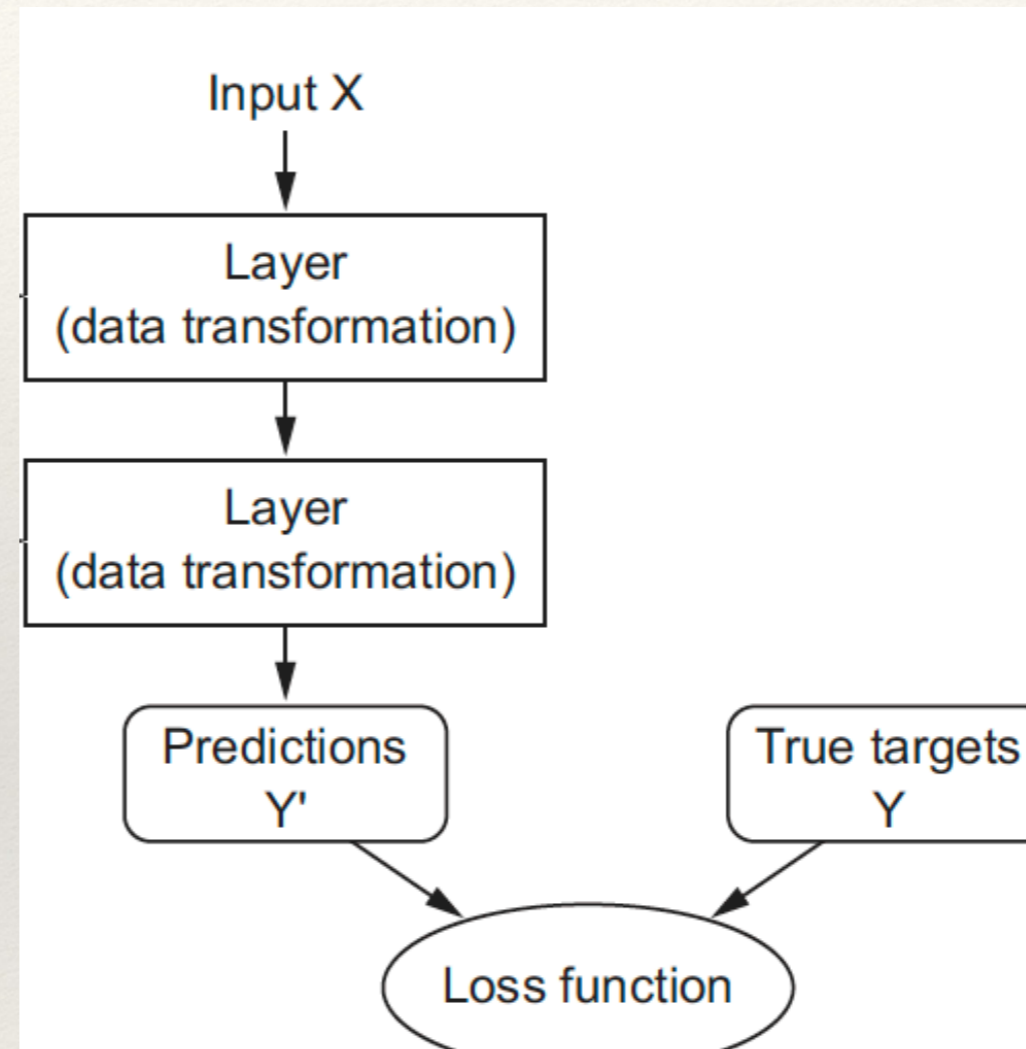 Input X
Layer
(data transformation)
Layer
(data transformation)
Predictions
Y'
True targets
Y
Loss function